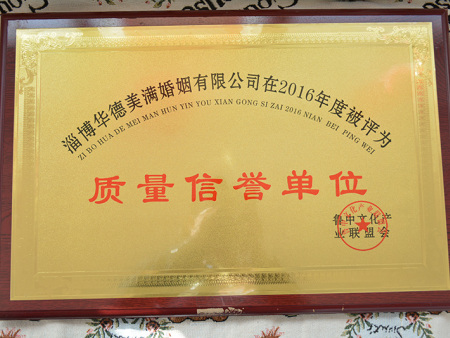 淄博华德美满婚姻有限公司在2016年度被评为
ZI BO HUA DE MEI MAN HUN YIN YOU XIAN GONG SI ZAI 2016 NIAN BEI PING WEI
质量信誉单位
鲁中文化产
业联盟会